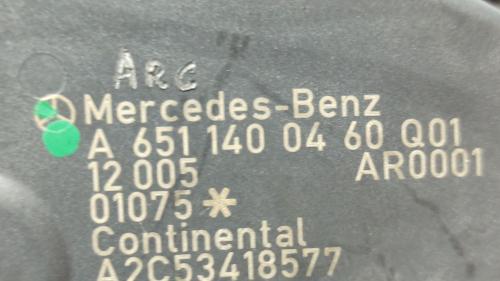 ARC
Mercedes-Benz
A 651 140 04 60 Q01
12 005 AR0001
01075*
Continental
A2C53418577